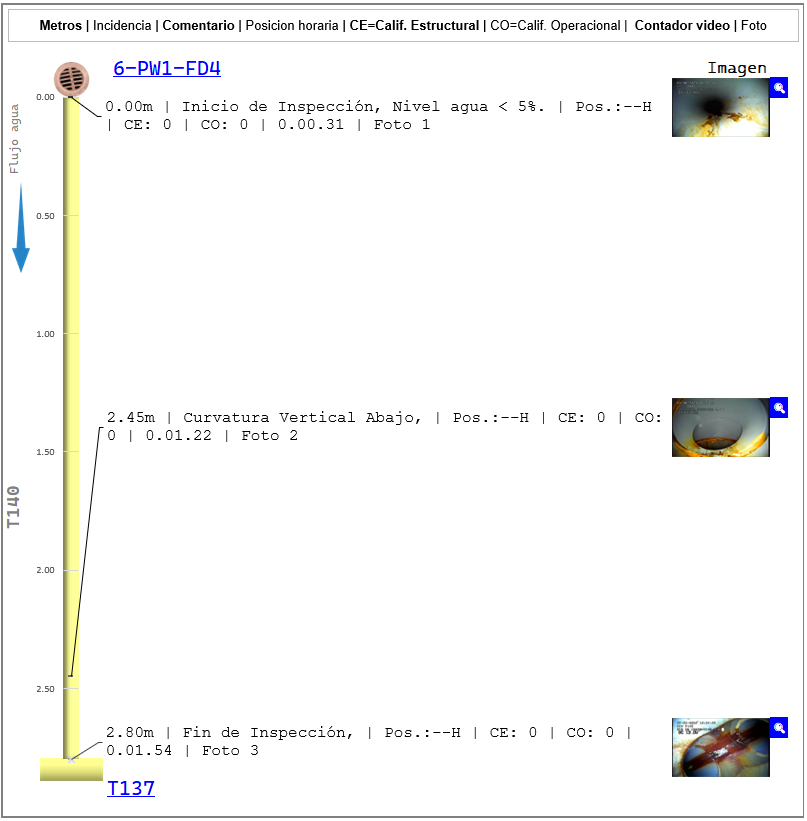 Metros | Incidencia | Comentario | Posicion horaria | CE=Calif. Estructural | CO=Calif. Operacional | Contador video | Foto
6-PW1-FD4
Imagen
0.00
0.00m | Inicio de Inspección, Nivel agua < 5%. | Pos.:--H
| CE: 0 | CO: 0 | 0.00.31 | Foto 1
Flujo agua
0.50
1.00
2.45m | Curvatura Vertical Abajo, | Pos.:--H | CE: 0 | CO:
0 | 0.01.22 | Foto 2
1.50
T140
2.00
2.50
2.80m | Fin de Inspección, | Pos.:--H | CE: 0 | CO: 0 |
0.01.54 | Foto 3
T137